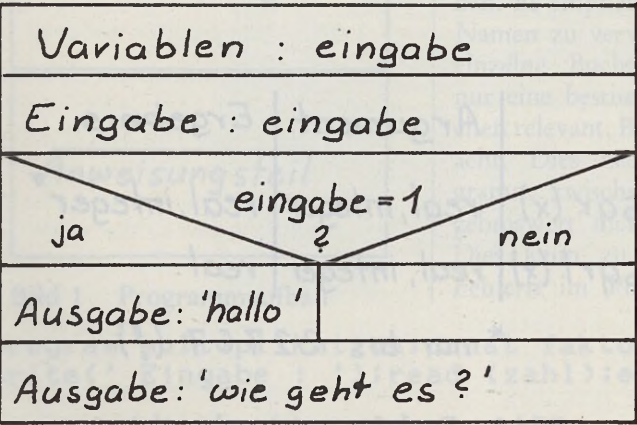 Variablen : eingabe
Eingabe : eingabe
eingabe = 1
?
ja
nein
Ausgabe: 'hallo'
Ausgabe: 'wie geht es ?'